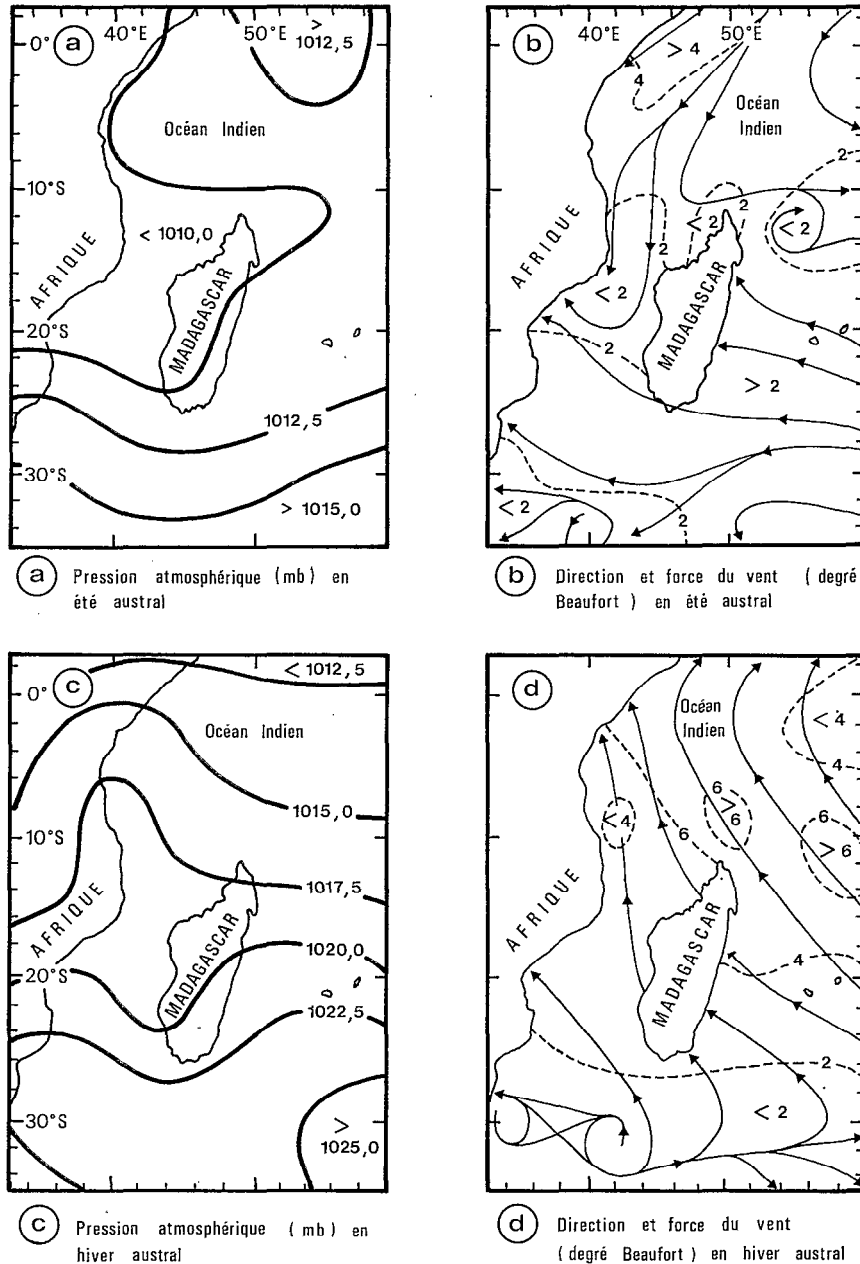 a
40°E
50°E
>
1012,5
0°
Océan Indien
10°S
< 1010,0
AFRIQUE
MADAGASCAR
20°S
1012,5
30°S
> 1015,0
a Pression atmosphérique (mb) en
été austral
b
40°E
50°E
> 4
4
Océan
Indien
2
2
< 2
< 2
2
AFRIQUE
< 2
MADAGASCAR
2
> 2
< 2
2
b Direction et force du vent (degré
Beaufort) en été austral
c
< 1012,5
0°
Océan Indien
1015,0
10°S
1017,5
AFRIQUE
MADAGASCAR
1020,0
20°S
1022,5
30°S
>
1025,0
c Pression atmosphérique (mb) en
hiver austral
d
Océan
Indien
< 4
4
6
>
6
< 4
6
6
> 6
AFRIQUE
MADAGASCAR
4
2
< 2
d Direction et force du vent
(degré Beaufort) en hiver austral